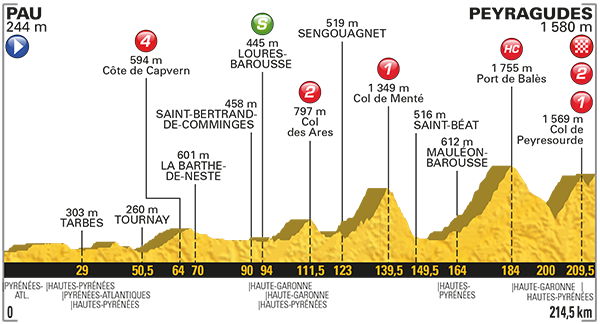 PAU
244 m
PEYRAGUDES
1 580 m
4
594 m
Côte de Capvern
S
445 m
LOURES-
BAROUSSE
519 m
SENGOUAGNET
HC
1 755 m
Port de Balès
2
1
1 569 m
Col de
Peyresourde
1
1 349 m
Col de Menté
2
797 m
Col
des Ares
458 m
SAINT-BERTRAND-
DE-COMMINGES
516 m
SAINT-BÉAT
612 m
MAULÉON-
BAROUSSE
601 m
LA BARTHE-
DE-NESTE
303 m
TARBES
260 m
TOURNAY
29 50,5 64 70 90 94 111,5 123 139,5 149,5 164 184 200 209,5
PYRÉNÉES-
ATL.
HAUTES-PYRÉNÉES
PYRÉNÉES-ATLANTIQUES
HAUTES-PYRÉNÉES
HAUTE-GARONNE
HAUTE-GARONNE
HAUTES-PYRÉNÉES
HAUTES-
PYRÉNÉES
HAUTE-GARONNE
HAUTES-PYRÉNÉES
0
214,5 km